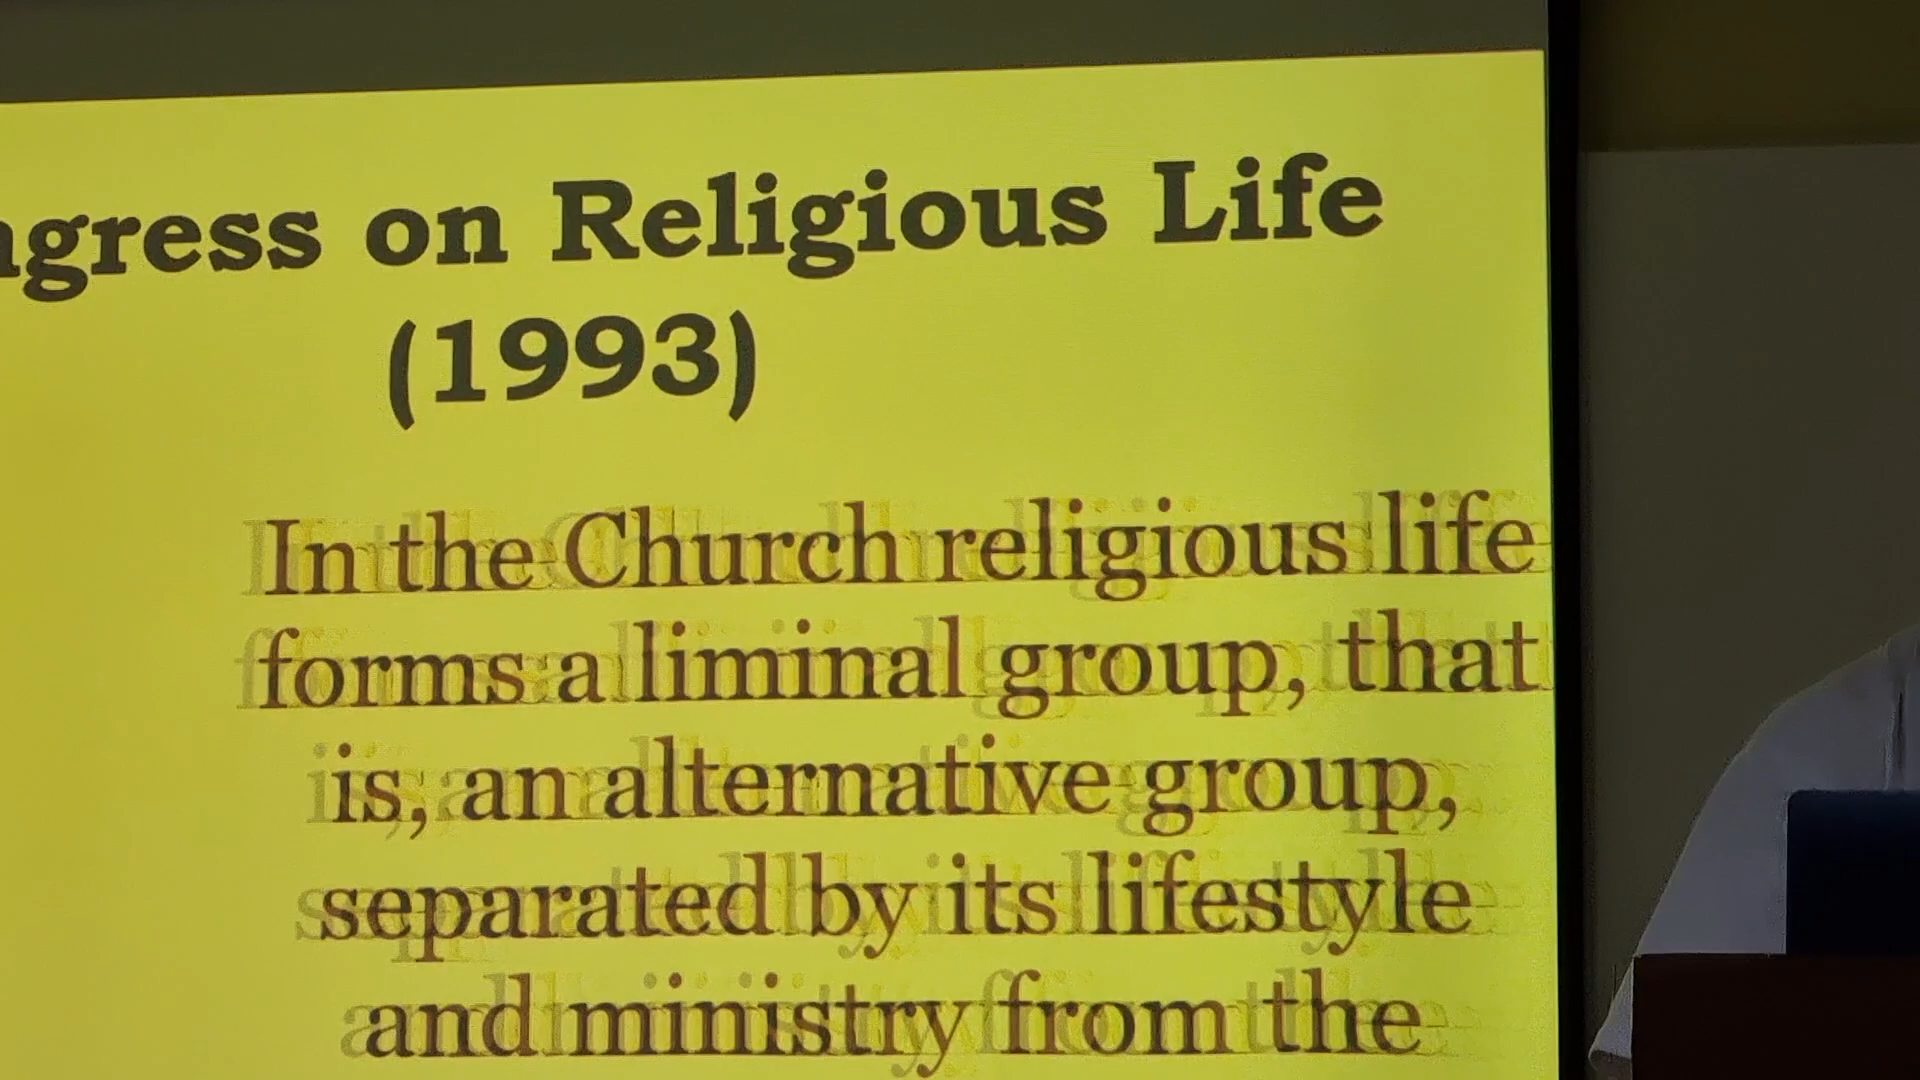 ngress on Religious Life
(1993)
In the Church religious life
forms a liminal group, that
is, an alternative group,
separated by its lifestyle
and ministry from the